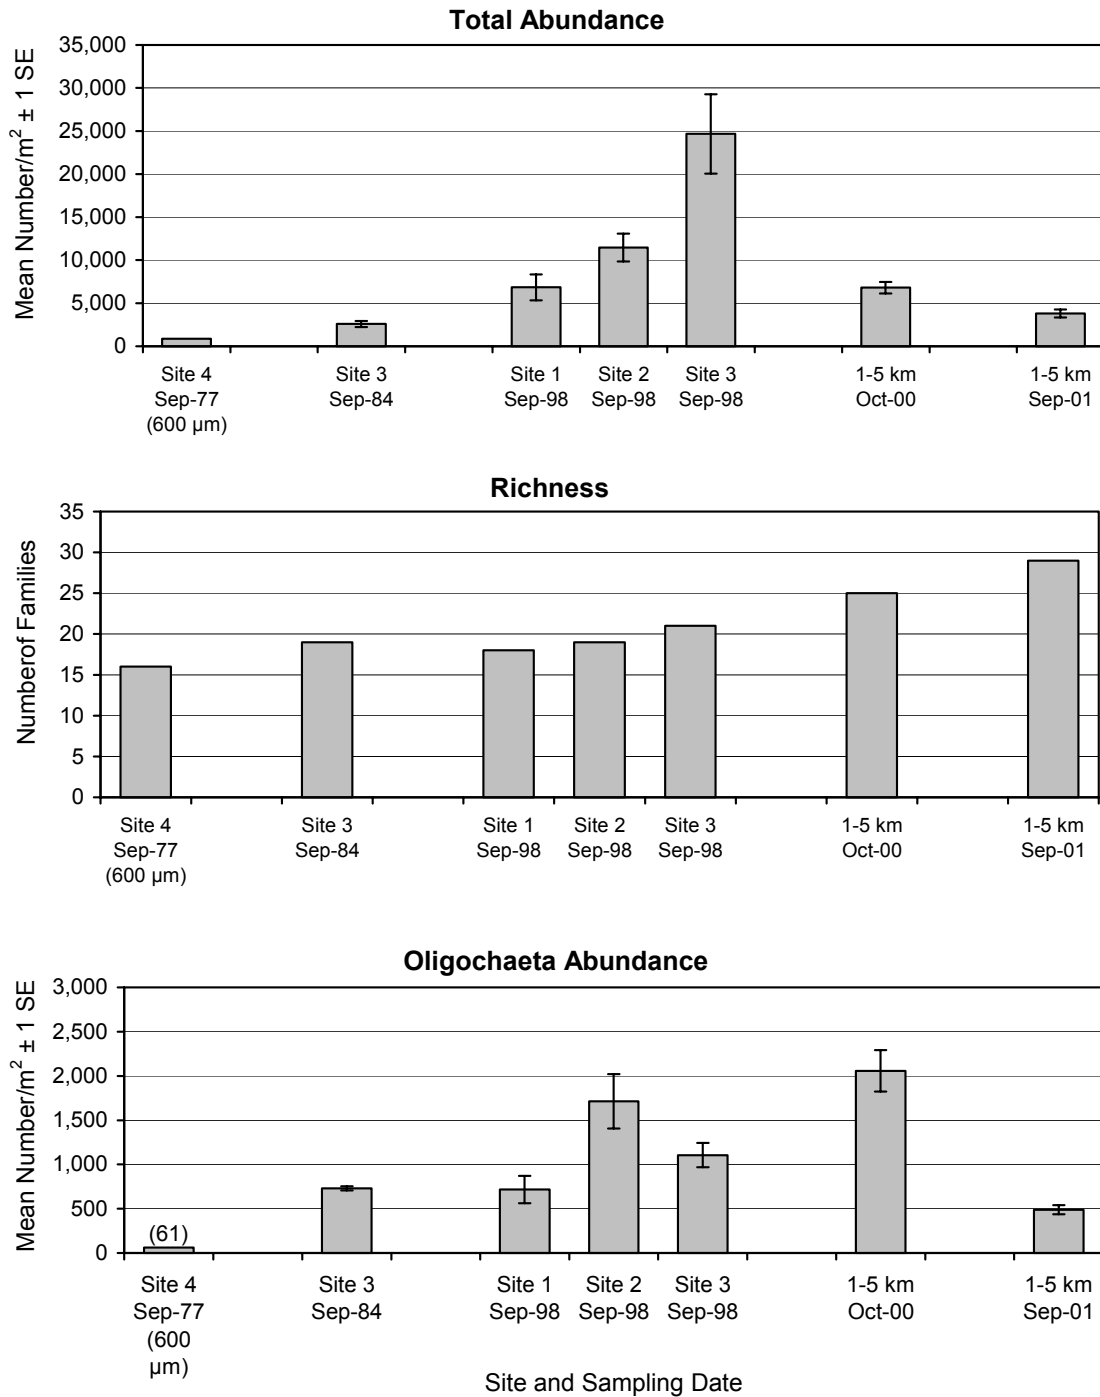 Total Abundance
Mean Number/m² ± 1 SE
35,000
30,000
25,000
20,000
15,000
10,000
5,000
0
Site 4 Site 3 Site 1 Site 2 Site 3 1-5 km 1-5 km
Sep-77 Sep-84 Sep-98 Sep-98 Sep-98 Oct-00 Sep-01
(600 µm)
Richness
Numberof Families
35
30
25
20
15
10
5
0
Site 4 Site 3 Site 1 Site 2 Site 3 1-5 km 1-5 km
Sep-77 Sep-84 Sep-98 Sep-98 Sep-98 Oct-00 Sep-01
(600 µm)
Oligochaeta Abundance
Mean Number/m² ± 1 SE
3,000
2,500
2,000
1,500
1,000
500
0
(61)
Site 4 Site 3 Site 1 Site 2 Site 3 1-5 km 1-5 km
Sep-77 Sep-84 Sep-98 Sep-98 Sep-98 Oct-00 Sep-01
(600
µm)
Site and Sampling Date